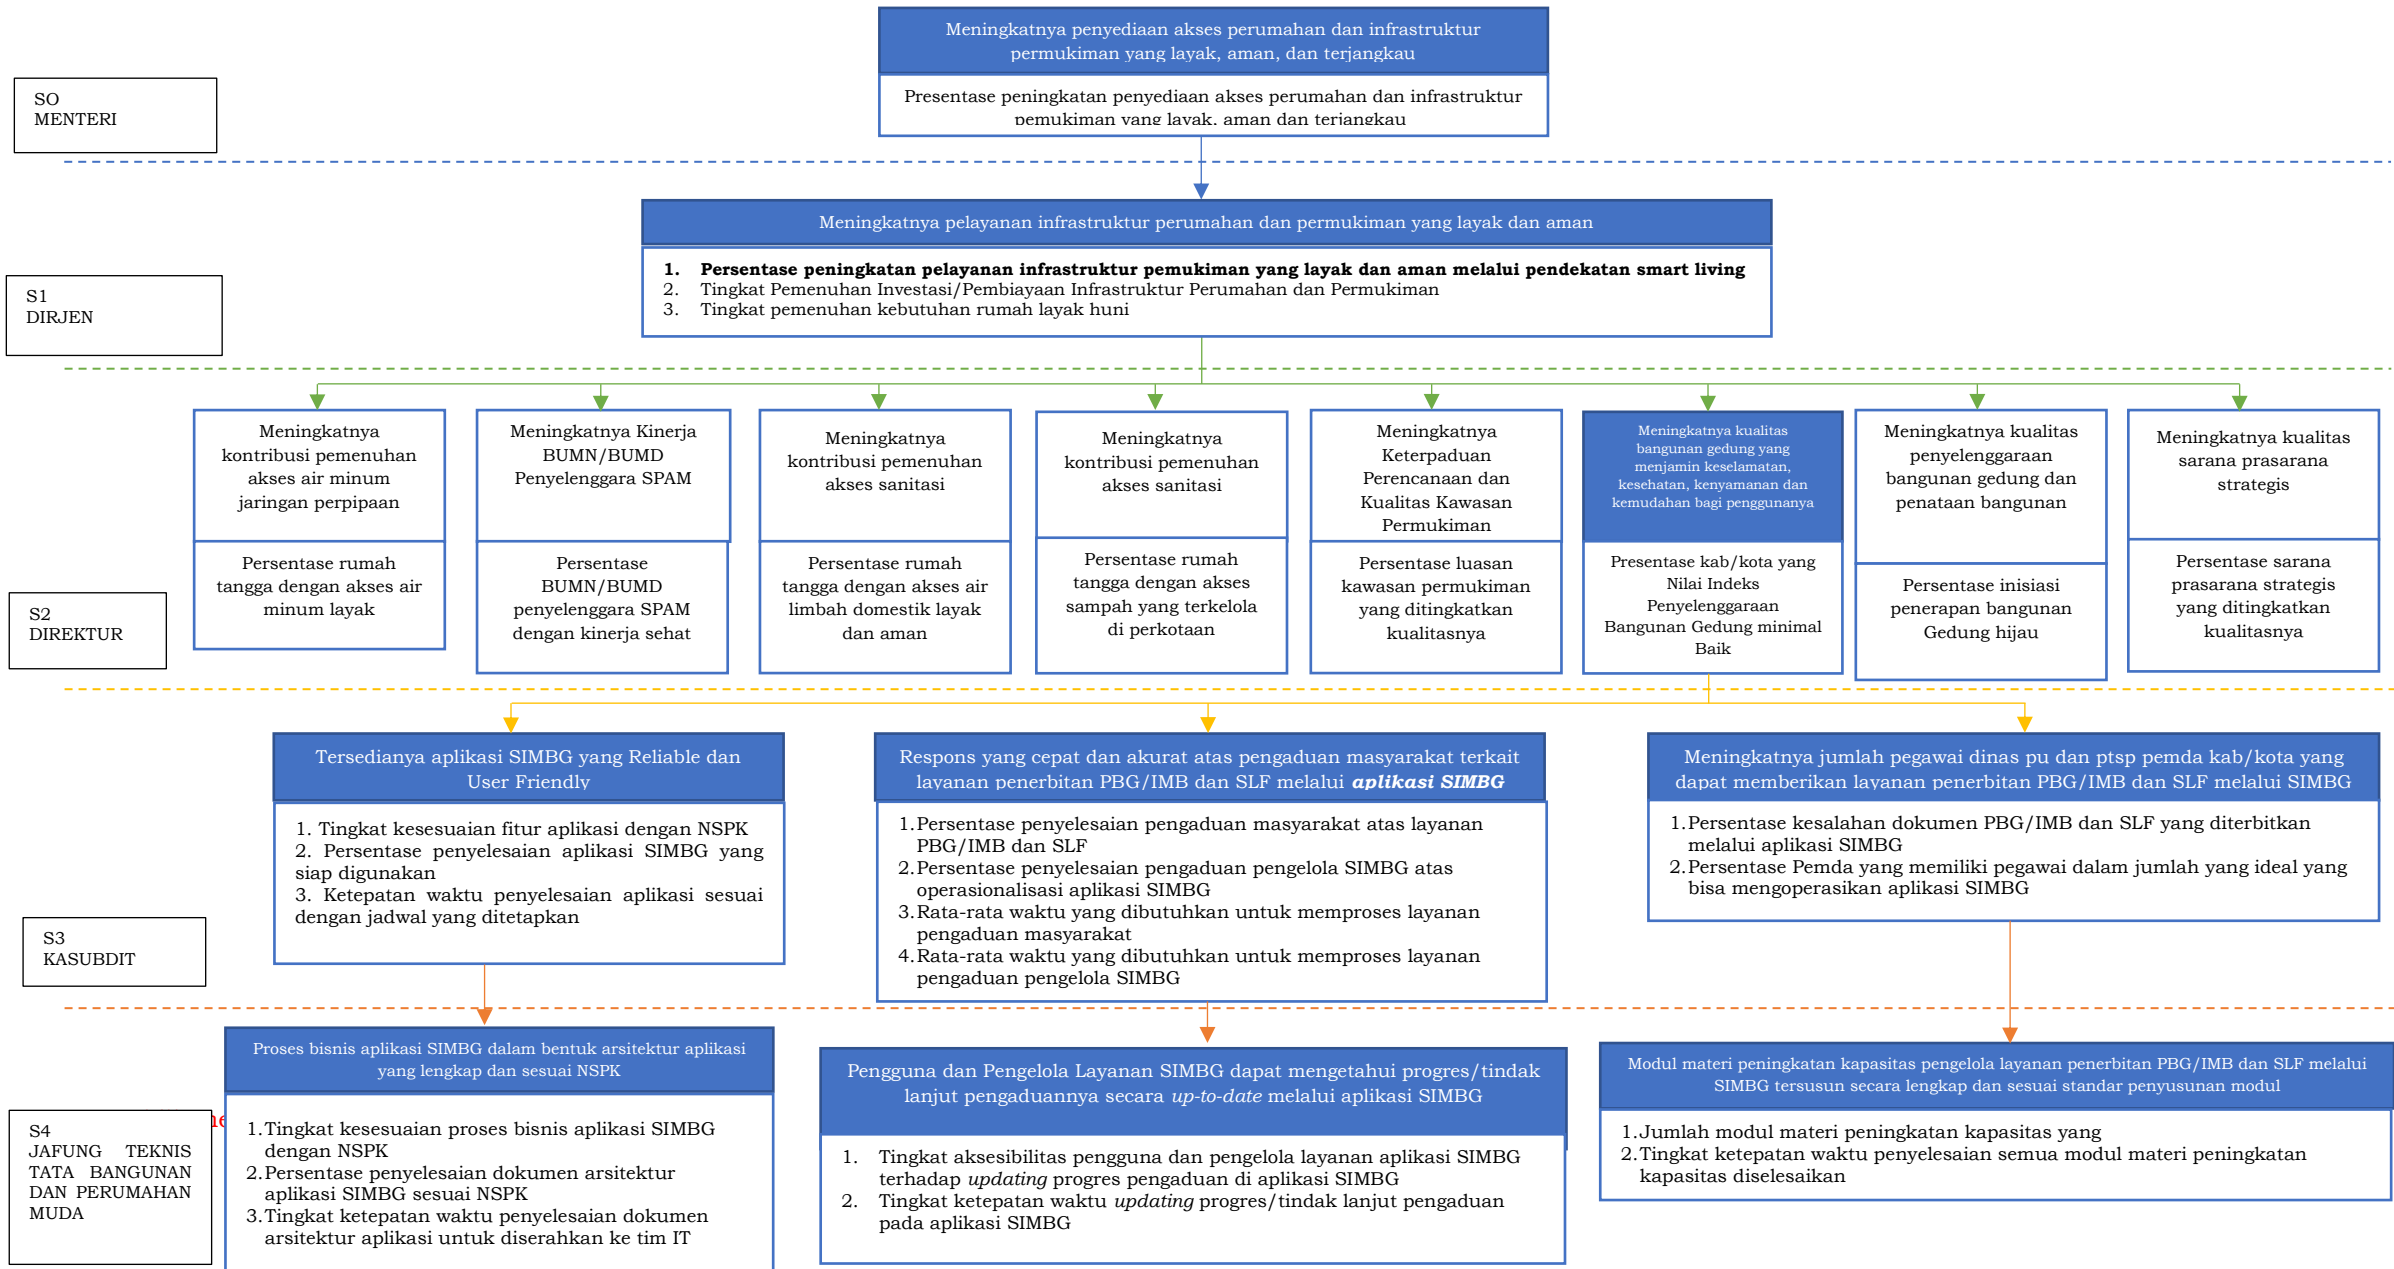 Meningkatnya penyediaan akses perumahan dan infrastruktur
permukiman yang layak, aman, dan terjangkau
Presentase peningkatan penyediaan akses perumahan dan infrastruktur
pemukiman yang layak, aman dan terjangkau
SO
MENTERI
Meningkatnya pelayanan infrastruktur perumahan dan permukiman yang layak dan aman
1. Persentase peningkatan pelayanan infrastruktur pemukiman yang layak dan aman melalui pendekatan smart living
2. Tingkat Pemenuhan Investasi/Pembiayaan Infrastruktur Perumahan dan Permukiman
3. Tingkat pemenuhan kebutuhan rumah layak huni
S1
DIRJEN
Meningkatnya
kontribusi pemenuhan
akses air minum
jaringan perpipaan
Persentase rumah
tangga dengan akses air
minum layak
Meningkatnya Kinerja
BUMN/BUMD
Penyelenggara SPAM
Persentase
BUMN/BUMD
penyelenggara SPAM
dengan kinerja sehat
Meningkatnya
kontribusi pemenuhan
akses sanitasi
Persentase rumah
tangga dengan akses air
limbah domestik layak
dan aman
Meningkatnya
kontribusi pemenuhan
akses sanitasi
Persentase rumah
tangga dengan akses
sampah yang terkelola
di perkotaan
Meningkatnya
Keterpaduan
Perencanaan dan
Kualitas Kawasan
Permukiman
Persentase luasan
kawasan permukiman
yang ditingkatkan
kualitasnya
Meningkatnya kualitas
bangunan gedung yang
menjamin keselamatan,
kesehatan, kenyamanan dan
kemudahan bagi penggunanya
Presentase kab/kota yang
Nilai Indeks
Penyelenggaraan
Bangunan Gedung minimal
Baik
Meningkatnya kualitas
penyelenggaraan
bangunan gedung dan
penataan bangunan
Persentase inisiasi
penerapan bangunan
Gedung hijau
Meningkatnya kualitas
sarana prasarana
strategis
Persentase sarana
prasarana strategis
yang ditingkatkan
kualitasnya
S2
DIREKTUR
Tersedianya aplikasi SIMBG yang Reliable dan
User Friendly
1. Tingkat kesesuaian fitur aplikasi dengan NSPK
2. Persentase penyelesaian aplikasi SIMBG yang
siap digunakan
3. Ketepatan waktu penyelesaian aplikasi sesuai
dengan jadwal yang ditetapkan
Respons yang cepat dan akurat atas pengaduan masyarakat terkait
layanan penerbitan PBG/IMB dan SLF melalui aplikasi SIMBG
1.Persentase penyelesaian pengaduan masyarakat atas layanan
PBG/IMB dan SLF
2.Persentase penyelesaian pengaduan pengelola SIMBG atas
operasionalisasi aplikasi SIMBG
3.Rata-rata waktu yang dibutuhkan untuk memproses layanan
pengaduan masyarakat
4.Rata-rata waktu yang dibutuhkan untuk memproses layanan
pengaduan pengelola SIMBG
Meningkatnya jumlah pegawai dinas pu dan ptsp pemda kab/kota yang
dapat memberikan layanan penerbitan PBG/IMB dan SLF melalui SIMBG
1.Persentase kesalahan dokumen PBG/IMB dan SLF yang diterbitkan
melalui aplikasi SIMBG
2.Persentase Pemda yang memiliki pegawai dalam jumlah yang ideal yang
bisa mengoperasikan aplikasi SIMBG
S3
KASUBDIT
Proses bisnis aplikasi SIMBG dalam bentuk arsitektur aplikasi
yang lengkap dan sesuai NSPK
1.Tingkat kesesuaian proses bisnis aplikasi SIMBG
dengan NSPK
2.Persentase penyelesaian dokumen arsitektur
aplikasi SIMBG sesuai NSPK
3.Tingkat ketepatan waktu penyelesaian dokumen
arsitektur aplikasi untuk diserahkan ke tim IT
Pengguna dan Pengelola Layanan SIMBG dapat mengetahui progres/tindak
lanjut pengaduannya secara up-to-date melalui aplikasi SIMBG
1. Tingkat aksesibilitas pengguna dan pengelola layanan aplikasi SIMBG
terhadap updating progres pengaduan di aplikasi SIMBG
2. Tingkat ketepatan waktu updating progres/tindak lanjut pengaduan
pada aplikasi SIMBG
Modul materi peningkatan kapasitas pengelola layanan penerbitan PBG/IMB dan SLF melalui
SIMBG tersusun secara lengkap dan sesuai standar penyusunan modul
1.Jumlah modul materi peningkatan kapasitas yang
2.Tingkat ketepatan waktu penyelesaian semua modul materi peningkatan
kapasitas diselesaikan
S4
JAFUNG TEKNIS
TATA BANGUNAN
DAN PERUMAHAN
MUDA